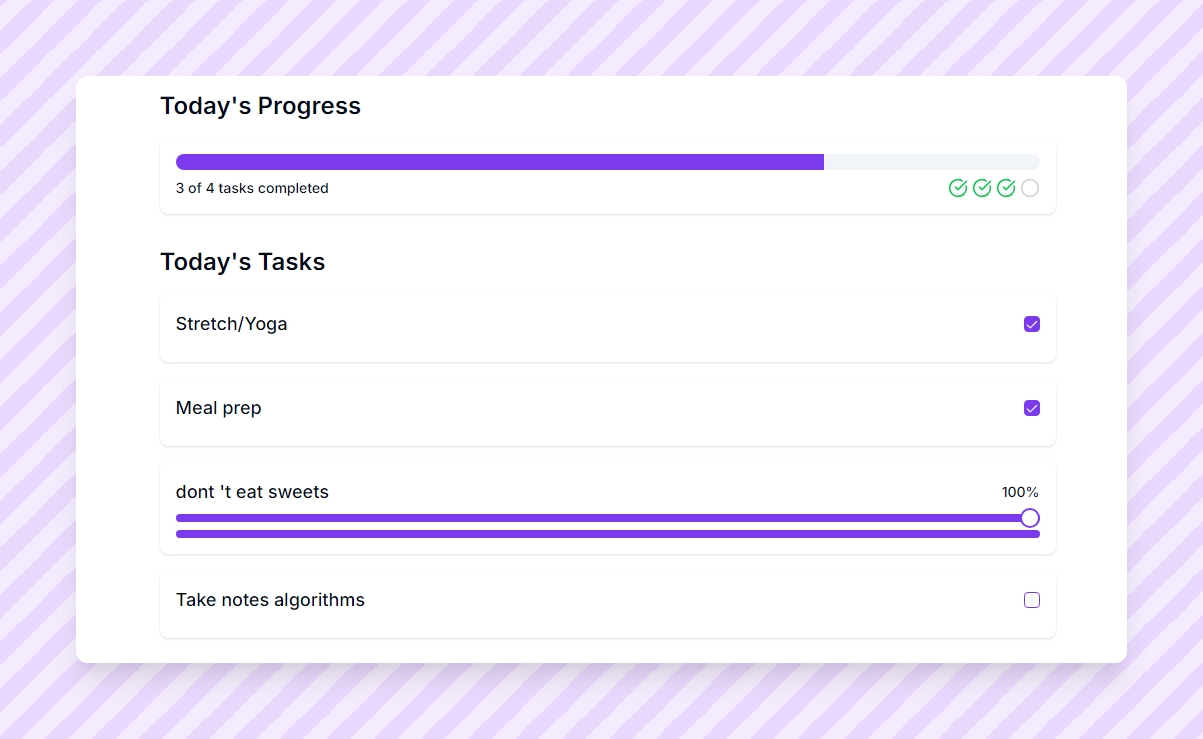 Today's Progress
3 of 4 tasks completed
Today's Tasks
Stretch/Yoga
Meal prep
dont 't eat sweets
100%
Take notes algorithms